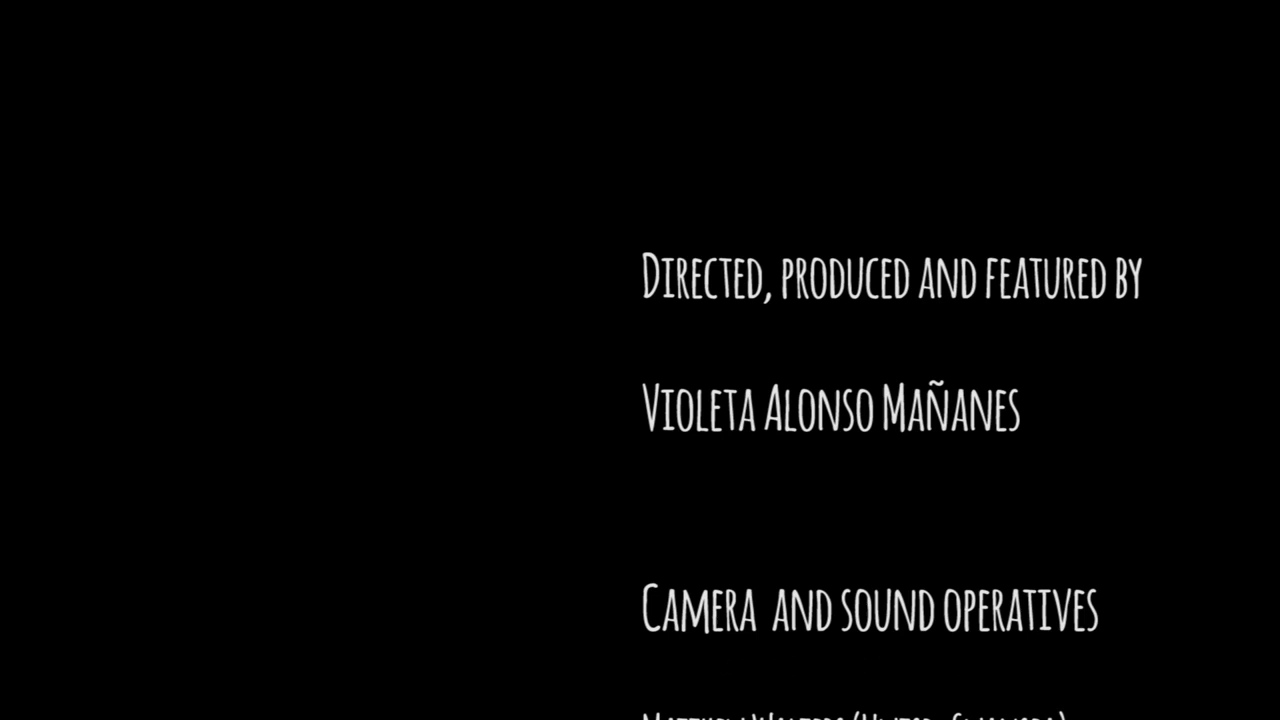 Directed, produced and featured by
Violeta Alonso Mañanes
Camera and sound operatives